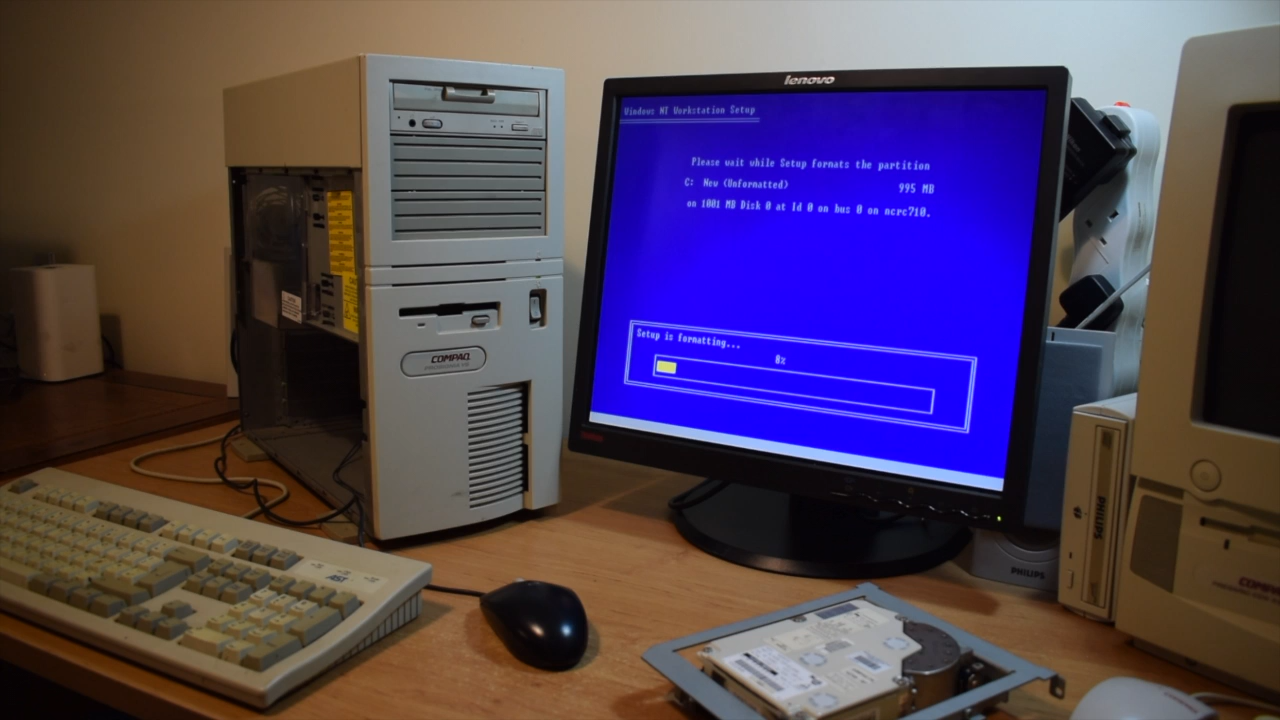 lenovo
Windows NT Workstation Setup
Please wait while Setup formats the partition
C: New (Unformatted) 995 MB
on 1001 MB Disk 0 at Id 0 on bus 0 on ncrc710.
Setup is formatting...
8%
COMPAQ
AST
PHILIPS
PHILIPS